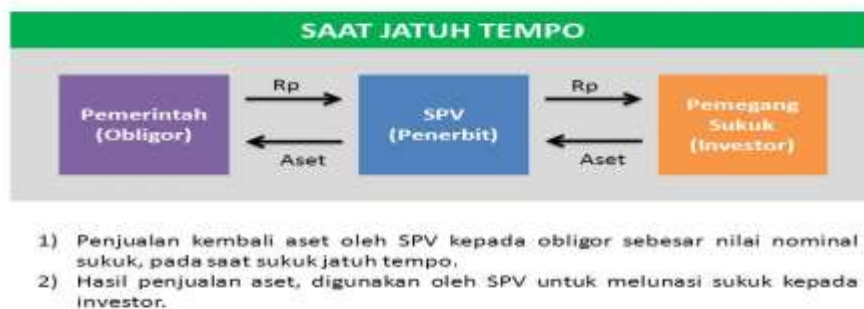 SAAT JATUH TEMPO
Pemerintah
(Obligor)
Rp
Aset
SPV
(Penerbit)
Rp
Aset
Pemegang
Sukuk
(Investor)
1) Penjualan kembali aset oleh SPV kepada obligor sebesar nilai nominal
sukuk, pada saat sukuk jatuh tempo.
2) Hasil penjualan aset, digunakan oleh SPV untuk melunasi sukuk kepada
investor.